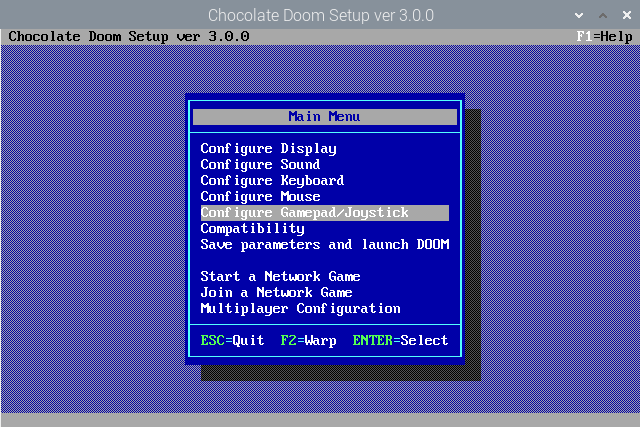 Chocolate Doom Setup ver 3.0.0
Chocolate Doom Setup ver 3.0.0 F1=Help
Main Menu
Configure Display
Configure Sound
Configure Keyboard
Configure Mouse
Configure Gamepad/Joystick
Compatibility
Save parameters and launch DOOM
Start a Network Game
Join a Network Game
Multiplayer Configuration
ESC=Quit F2=Warp ENTER=Select